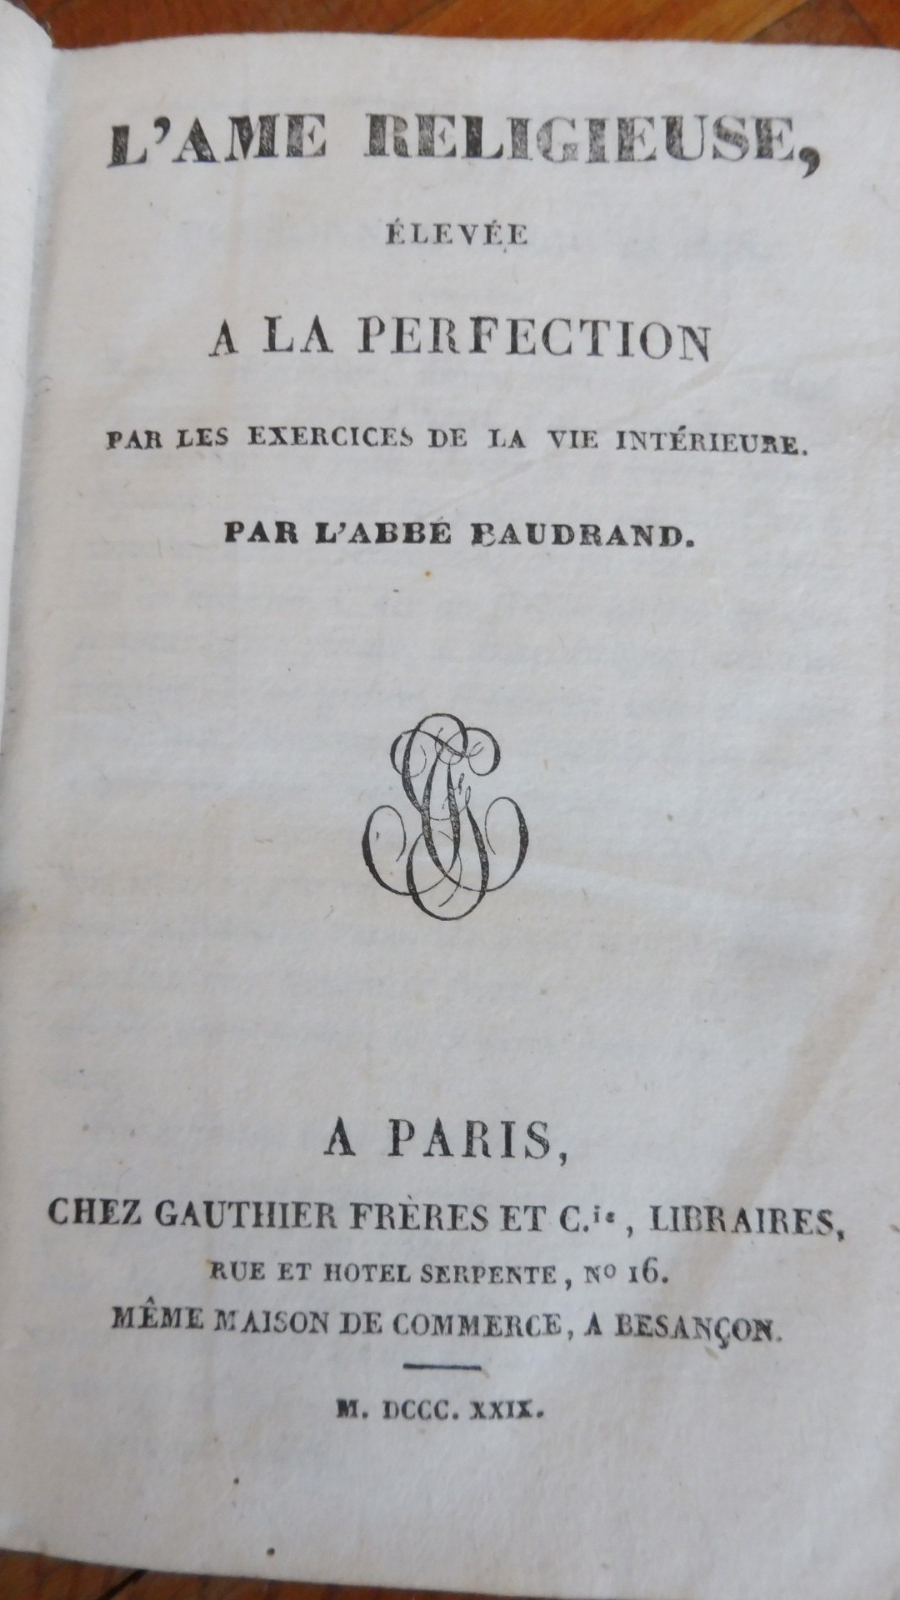 L'AME RELIGIEUSE,
ÉLEVÉE
A LA PERFECTION
PAR LES EXERCICES DE LA VIE INTÉRIEURE.
PAR L'ABBÉ BAUDRAND.
A PARIS,
CHEZ GAUTHIER FRÈRES ET C.ie, LIBRAIRES,
RUE ET HOTEL SERPENTE, No 16.
MÊME MAISON DE COMMERCE, A BESANÇON.
M. DCCC. XXIX.